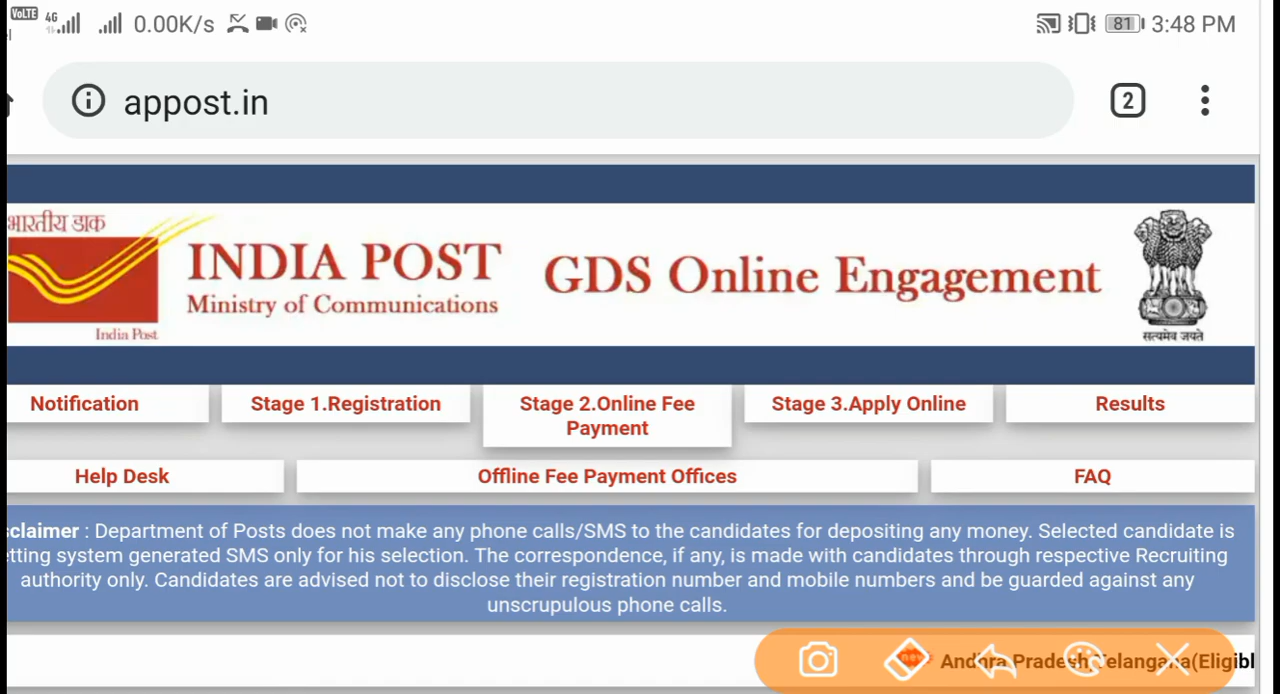 VoLTE 4G 0.00K/s 81 3:48 PM
appost.in 2
भारतीय डाक
INDIA POST GDS Online Engagement
Ministry of Communications
India Post
सत्यमेव जयते
Notification Stage 1.Registration Stage 2.Online Fee Payment Stage 3.Apply Online Results
Help Desk Offline Fee Payment Offices FAQ
sclaimer : Department of Posts does not make any phone calls/SMS to the candidates for depositing any money. Selected candidate is
tting system generated SMS only for his selection. The correspondence, if any, is made with candidates through respective Recruiting
authority only. Candidates are advised not to disclose their registration number and mobile numbers and be guarded against any
unscrupulous phone calls.
new Andhra Pradesh,Telangana(Eligibl